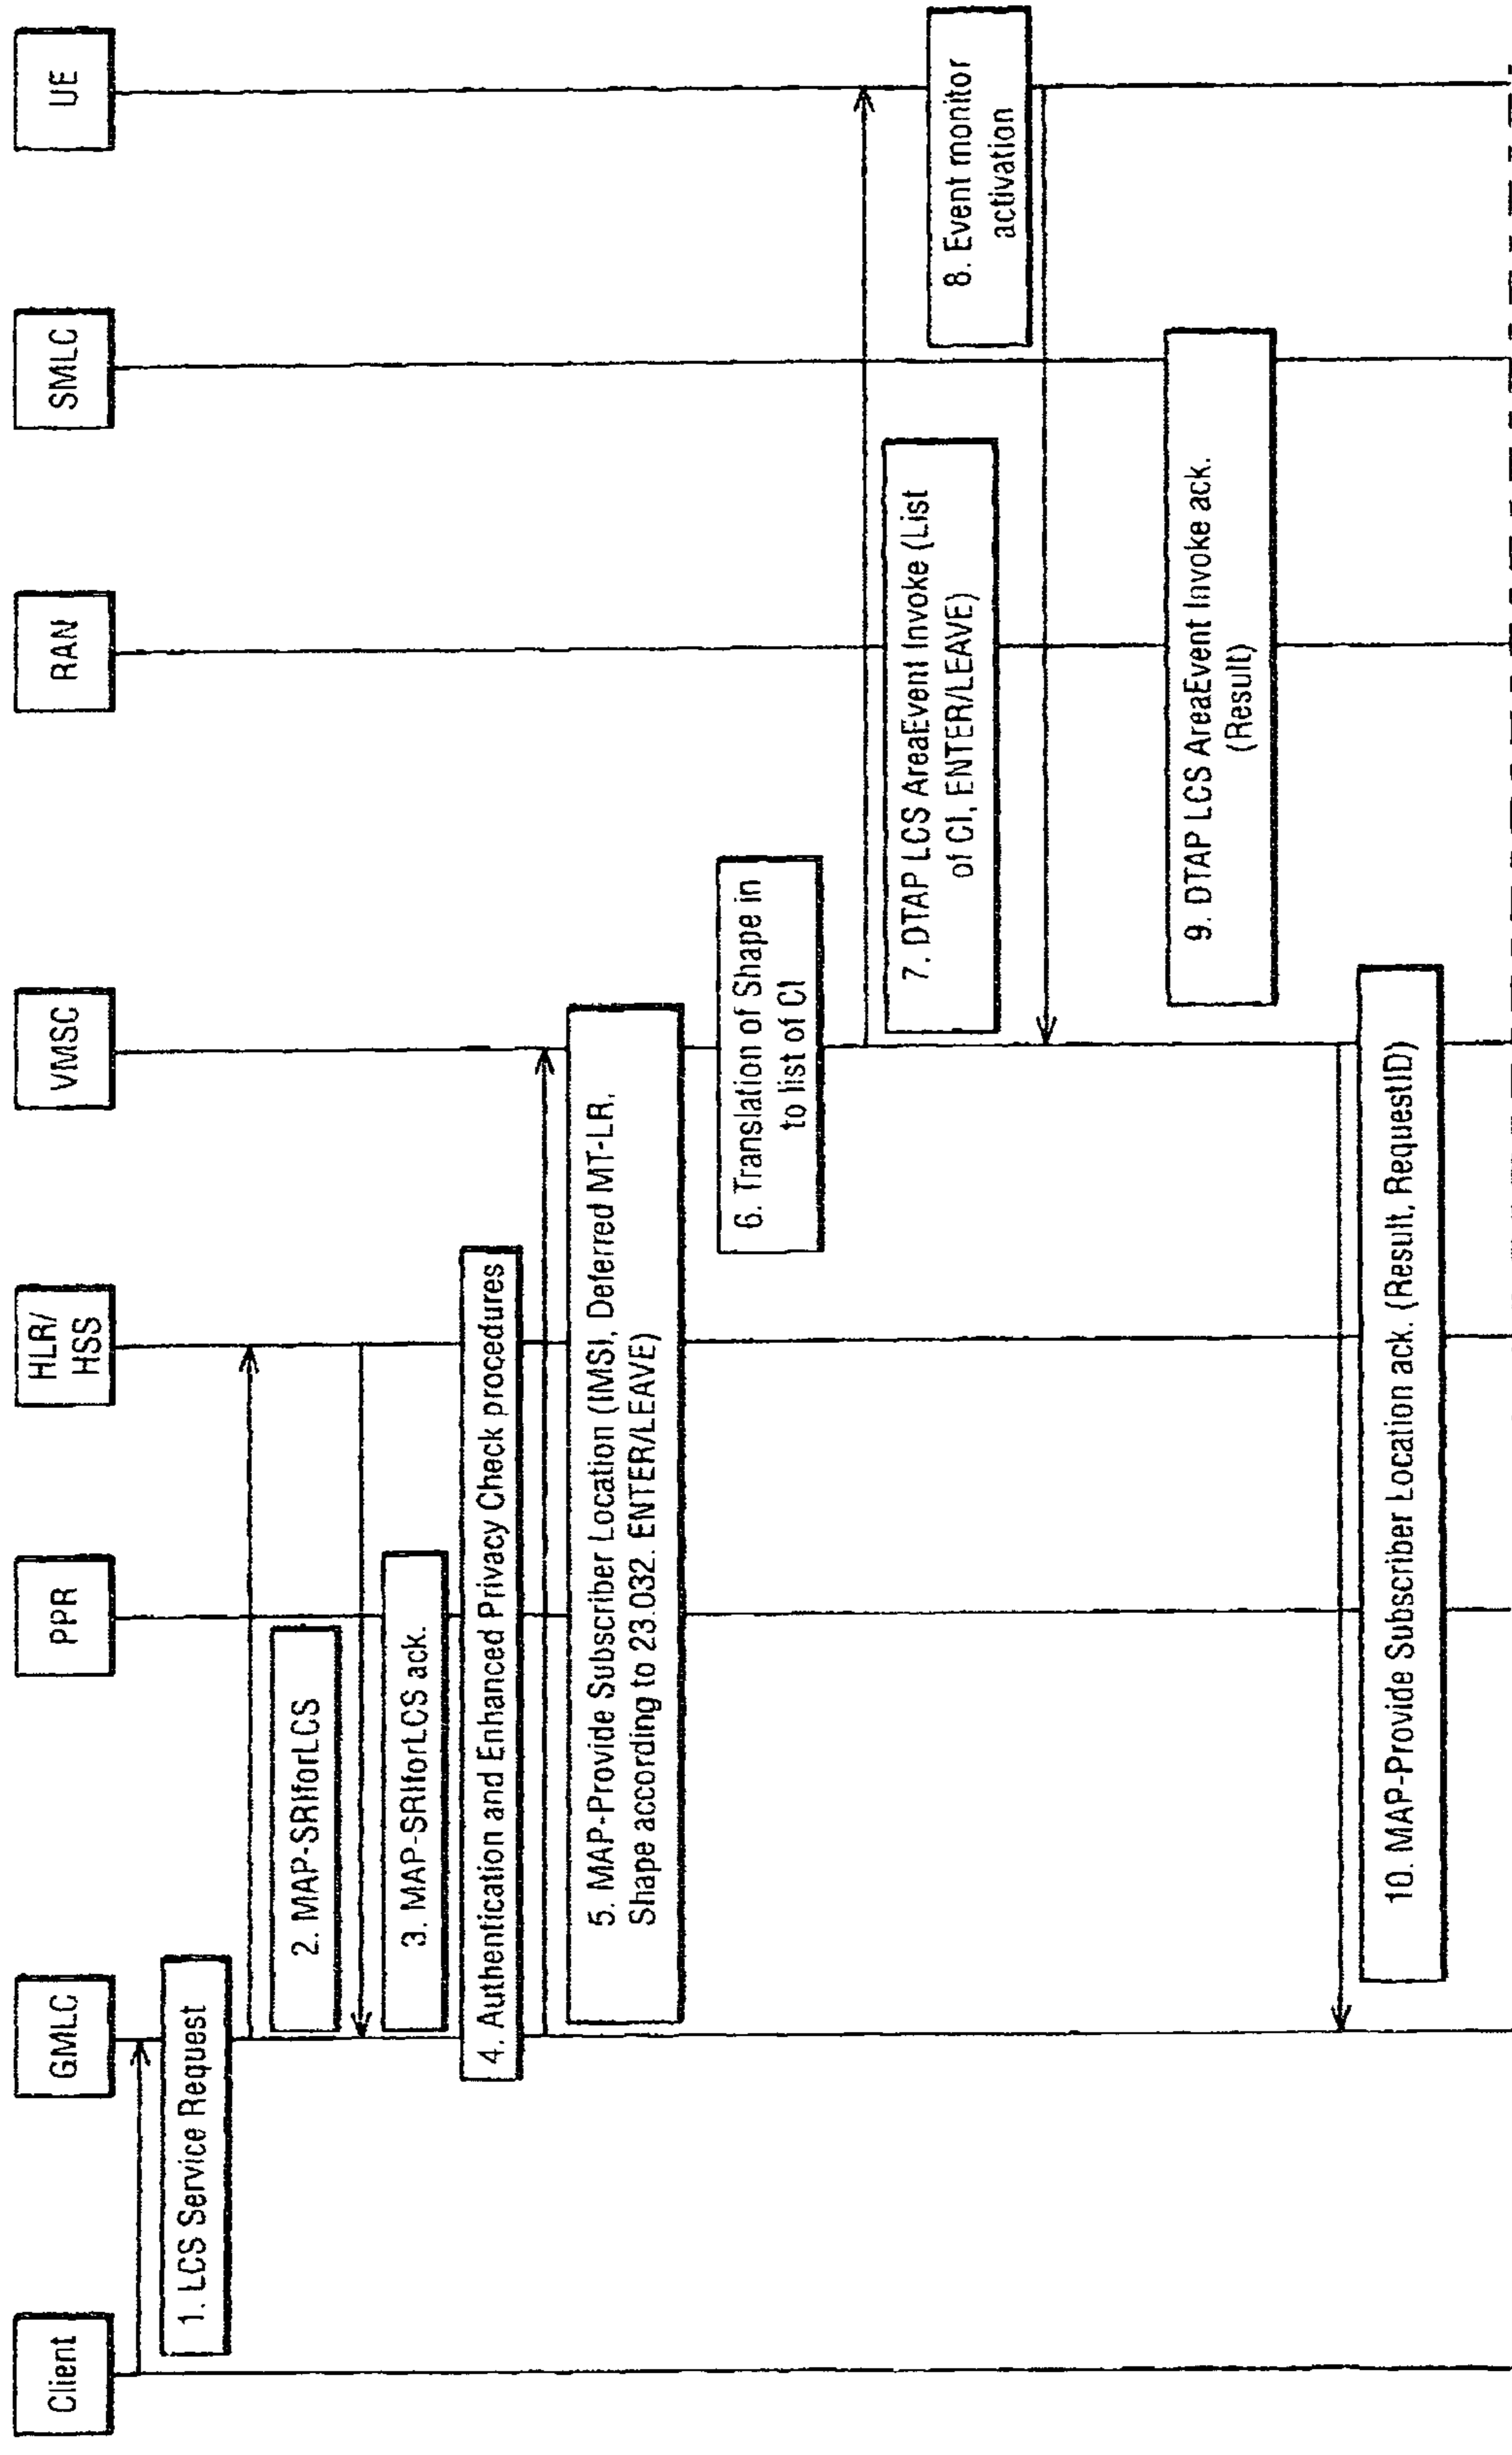 Client
GMLC
PPR
HLR/
HSS
VMSC
RAN
SMLC
UE
1. LCS Service Request
2. MAP-SRIforLCS
3. MAP-SRIforLCS ack.
4. Authentication and Enhanced Privacy Check procedures
5. MAP-Provide Subscriber Location (IMSI, Deferred MT-LR,
Shape according to 23.032. ENTER/LEAVE)
6. Translation of Shape in
to list of CI
7. DTAP LCS AreaEvent Invoke (List
of CI, ENTER/LEAVE)
8. Event monitor
activation
9. DTAP LCS AreaEvent Invoke ack.
(Result)
10. MAP-Provide Subscriber Location ack. (Result, RequestID)